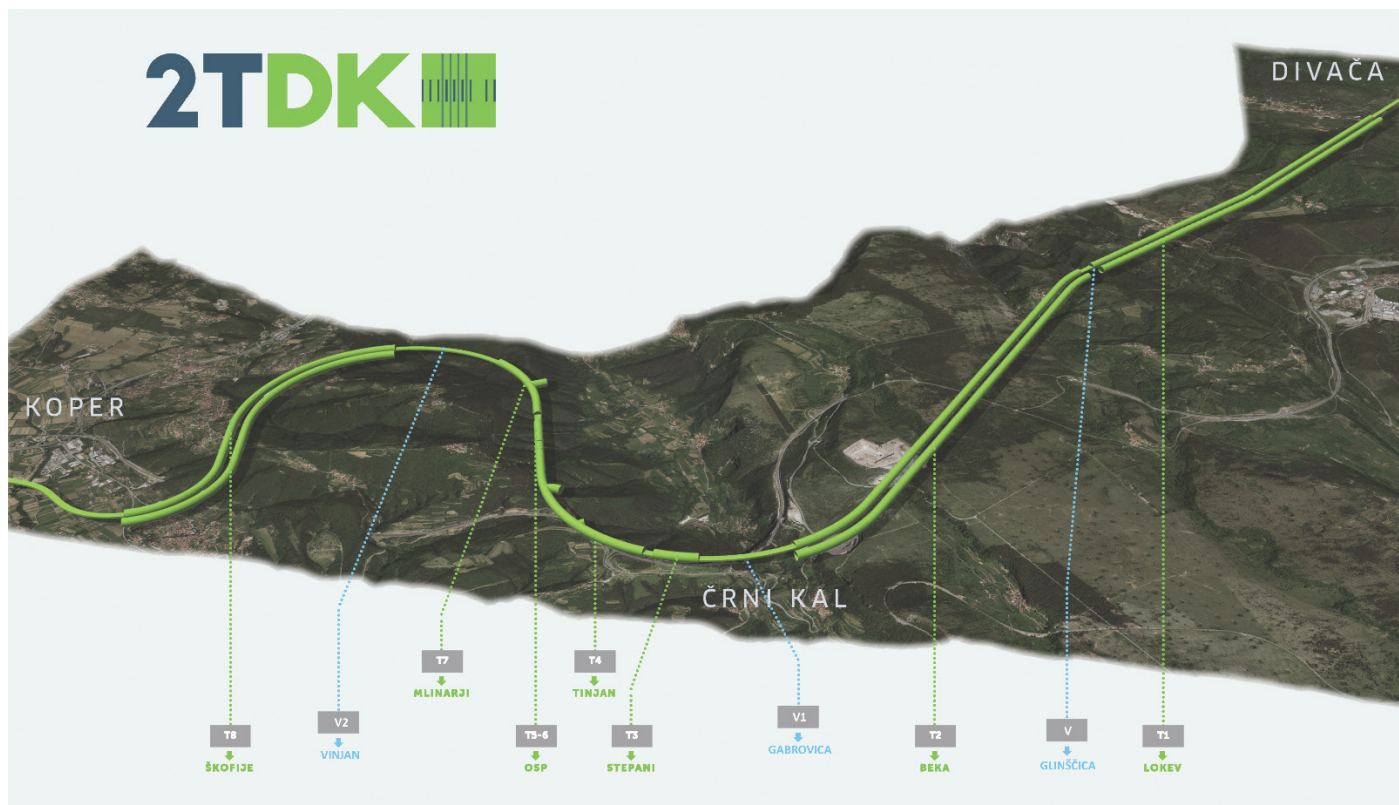 2TDK
DIVAČA
KOPER
ČRNI KAL
T7
MLINARJI
T4
TINJAN
T8
ŠKOFIJE
V2
VINJAN
T5-6
OSP
T3
STEPANI
V1
GABROVICA
T2
BEKA
V
GLINŠČICA
T1
LOKEV